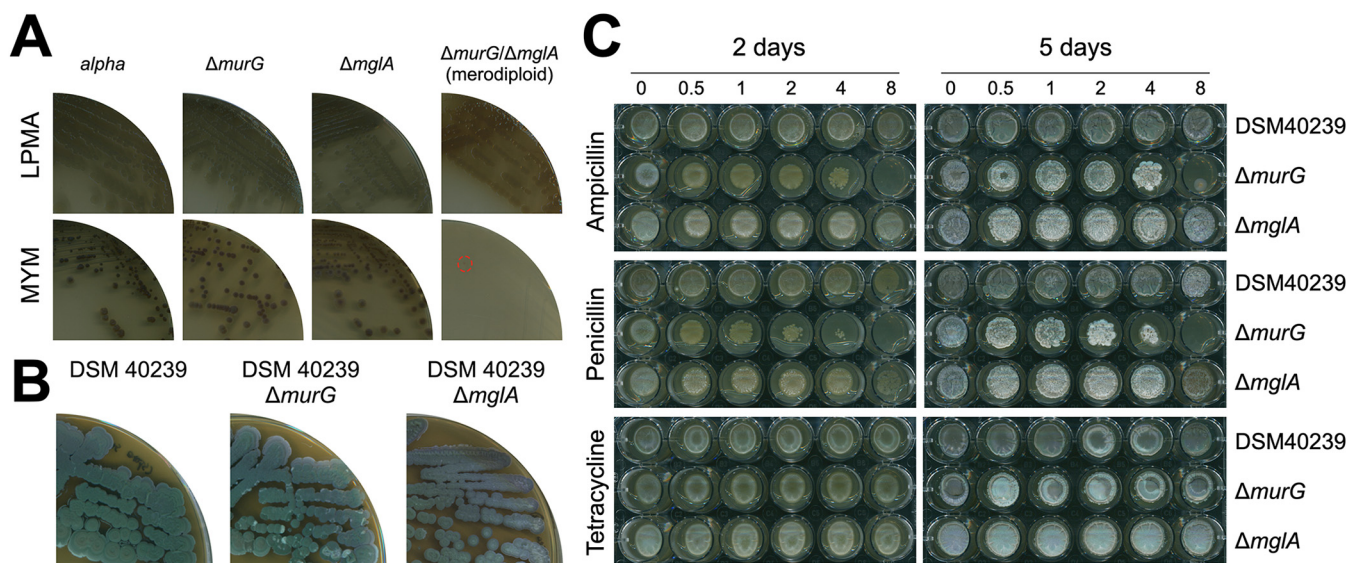 A
alpha
ΔmurG
ΔmglA
ΔmurG/ΔmglA
(merodiploid)
LPMA
MYM
B
DSM 40239
DSM 40239
ΔmurG
DSM 40239
ΔmglA
C
2 days
5 days
0 0.5 1 2 4 8
0 0.5 1 2 4 8
Ampicillin
DSM40239
ΔmurG
ΔmglA
Penicillin
DSM40239
ΔmurG
ΔmglA
Tetracycline
DSM40239
ΔmurG
ΔmglA